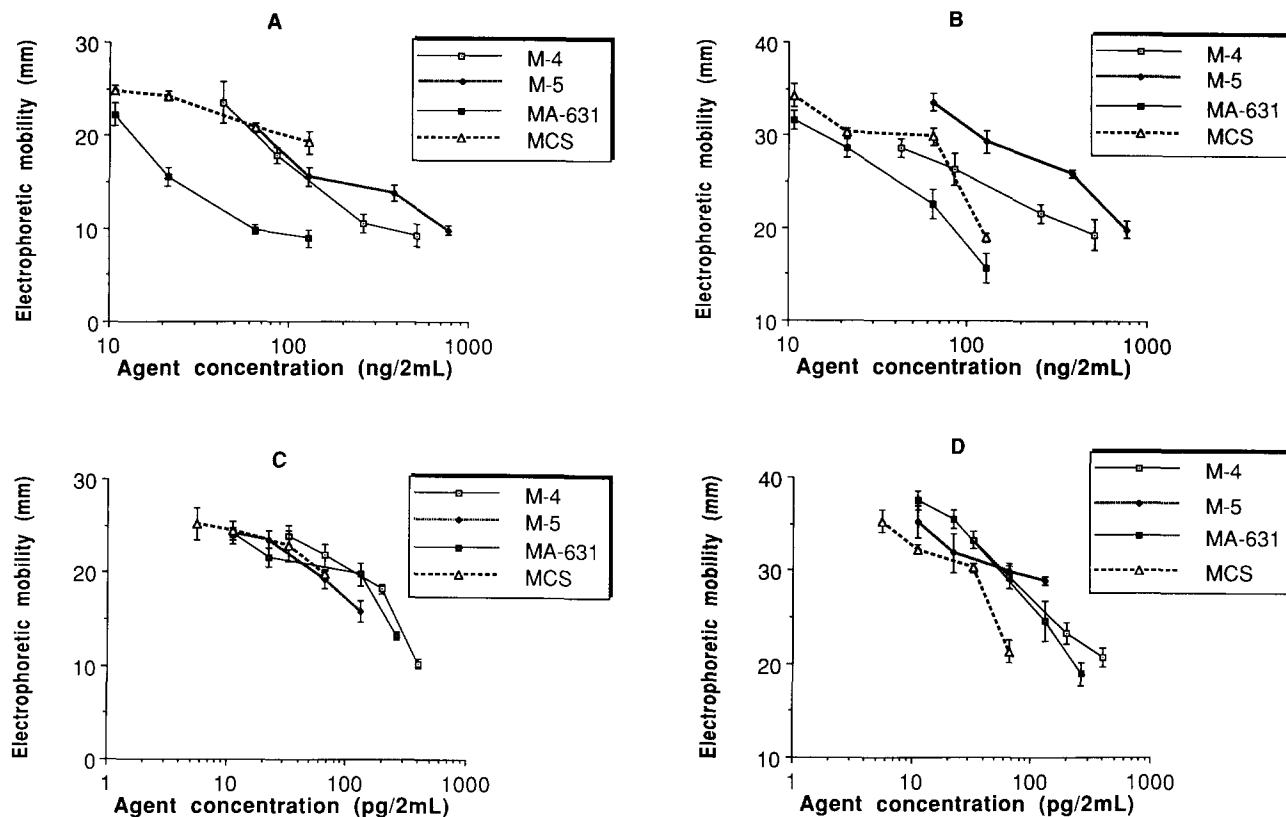 A
Electrophoretic mobility (mm)
30
20
10
0
10
100
1000
Agent concentration (ng/2mL)
M-4
M-5
MA-631
MCS
B
Electrophoretic mobility (mm)
40
30
20
10
10
100
1000
Agent concentration (ng/2mL)
M-4
M-5
MA-631
MCS
C
Electrophoretic mobility (mm)
30
20
10
0
1
10
100
1000
Agent concentration (pg/2mL)
M-4
M-5
MA-631
MCS
D
Electrophoretic mobility (mm)
40
30
20
10
1
10
100
1000
Agent concentration (pg/2mL)
M-4
M-5
MA-631
MCS